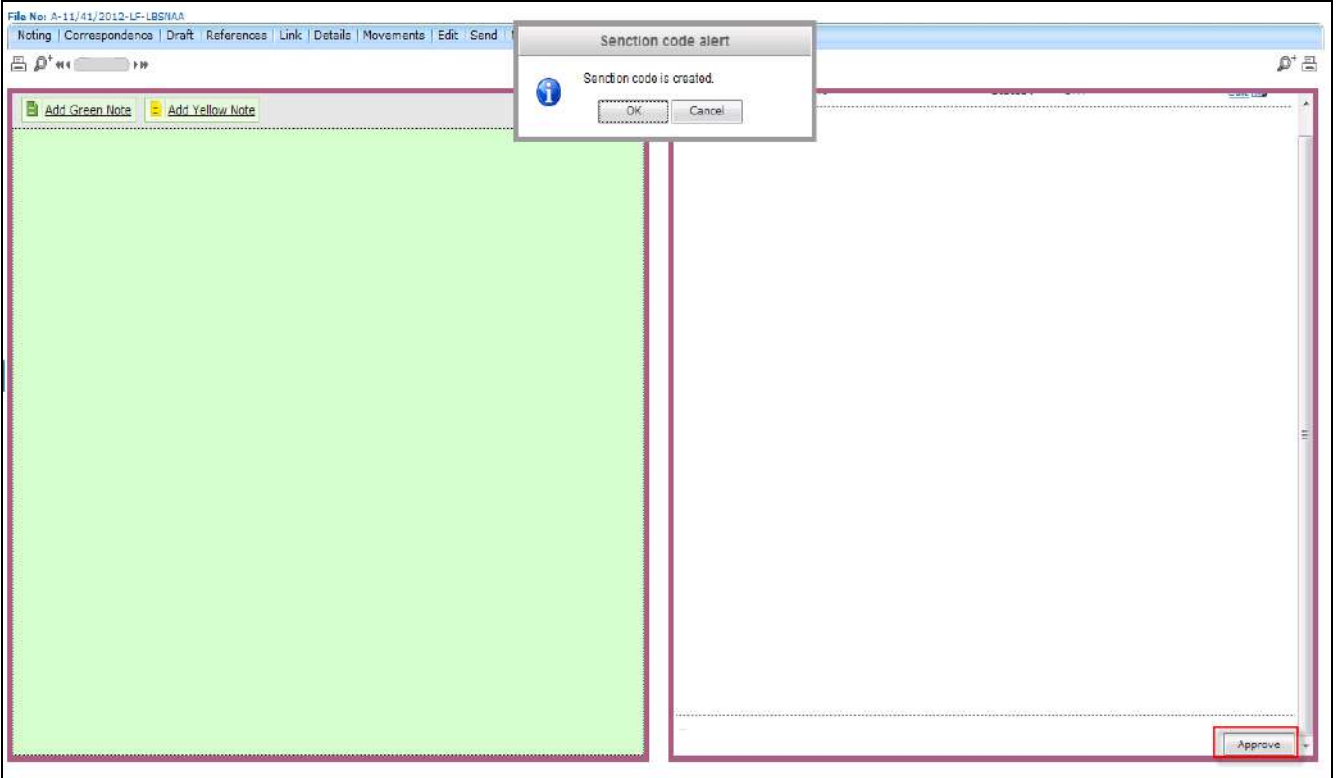 File No: A-11/41/2012-LF-LBSNAA
Noting | Correspondence | Draft | References | Link | Details | Movements | Edit | Send
Senction code alert
Senction code is created.
OK Cancel
Add Green Note Add Yellow Note
Approve